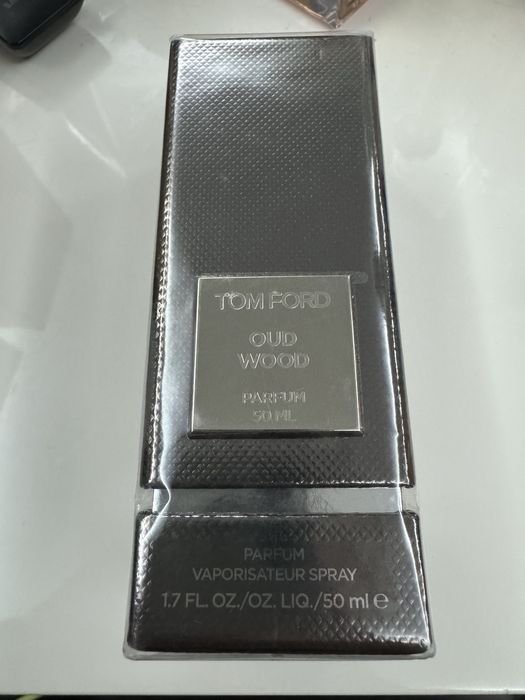 TOM FORD
OUD
WOOD
PARFUM
50 ML
PARFUM
VAPORISATEUR SPRAY
1.7 FL. OZ./OZ. LIQ./50 ml ℮